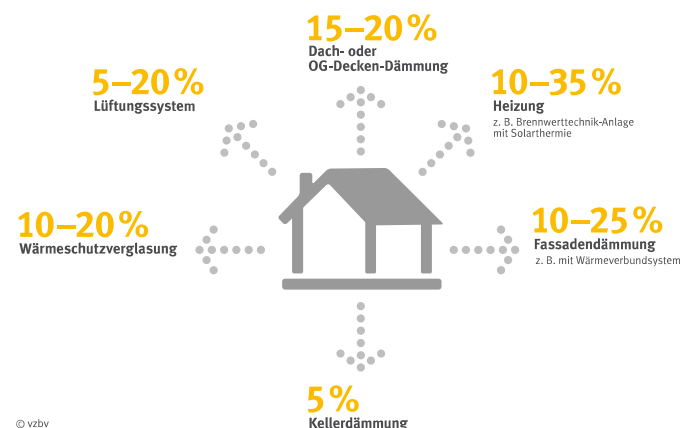 15–20 %
Dach- oder
OG-Decken-Dämmung
5–20 %
Lüftungssystem
10–35 %
Heizung
z. B. Brennwerttechnik-Anlage
mit Solarthermie
10–20 %
Wärmeschutzverglasung
10–25 %
Fassadendämmung
z. B. mit Wärmeverbundsystem
5 %
Kellerdämmung
© vzbv